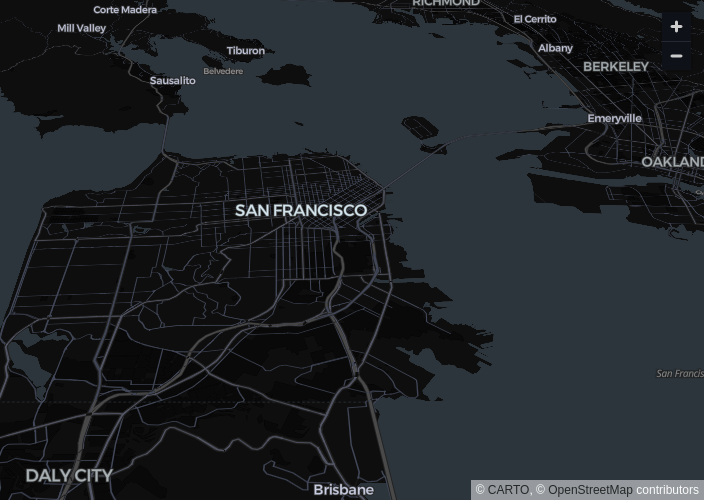 RICHMOND
Corte Madera
El Cerrito
Mill Valley
Albany
Tiburon
BERKELEY
Belvedere
Sausalito
Emeryville
OAKLAND
SAN FRANCISCO
San Francis
DALY CITY
Brisbane
+
−
© CARTO, © OpenStreetMap contributors